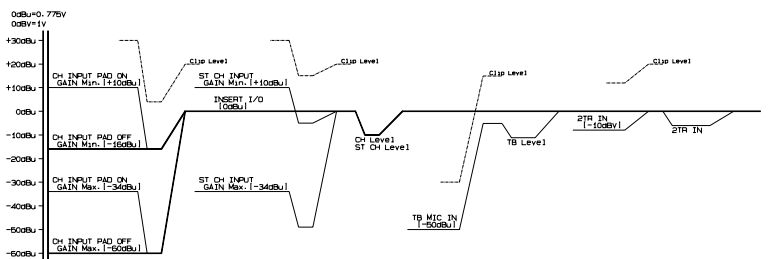 0dBu=0.775V
0dBV=1V
+30dBu
+20dBu
+10dBu
0dBu
-10dBu
-20dBu
-30dBu
-40dBu
-50dBu
-60dBu
CH INPUT PAD ON
GAIN Min. [+10dBu]
CH INPUT PAD OFF
GAIN Min. [-16dBu]
CH INPUT PAD ON
GAIN Max. [-34dBu]
CH INPUT PAD OFF
GAIN Max. [-60dBu]
Clip Level
ST CH INPUT
GAIN Min. [+10dBu]
INSERT I/O
[0dBu]
ST CH INPUT
GAIN Max. [-34dBu]
Clip Level
CH Level
ST CH Level
TB MIC IN
[-50dBu]
Clip Level
TB Level
2TR IN
[-10dBV]
Clip Level
2TR IN